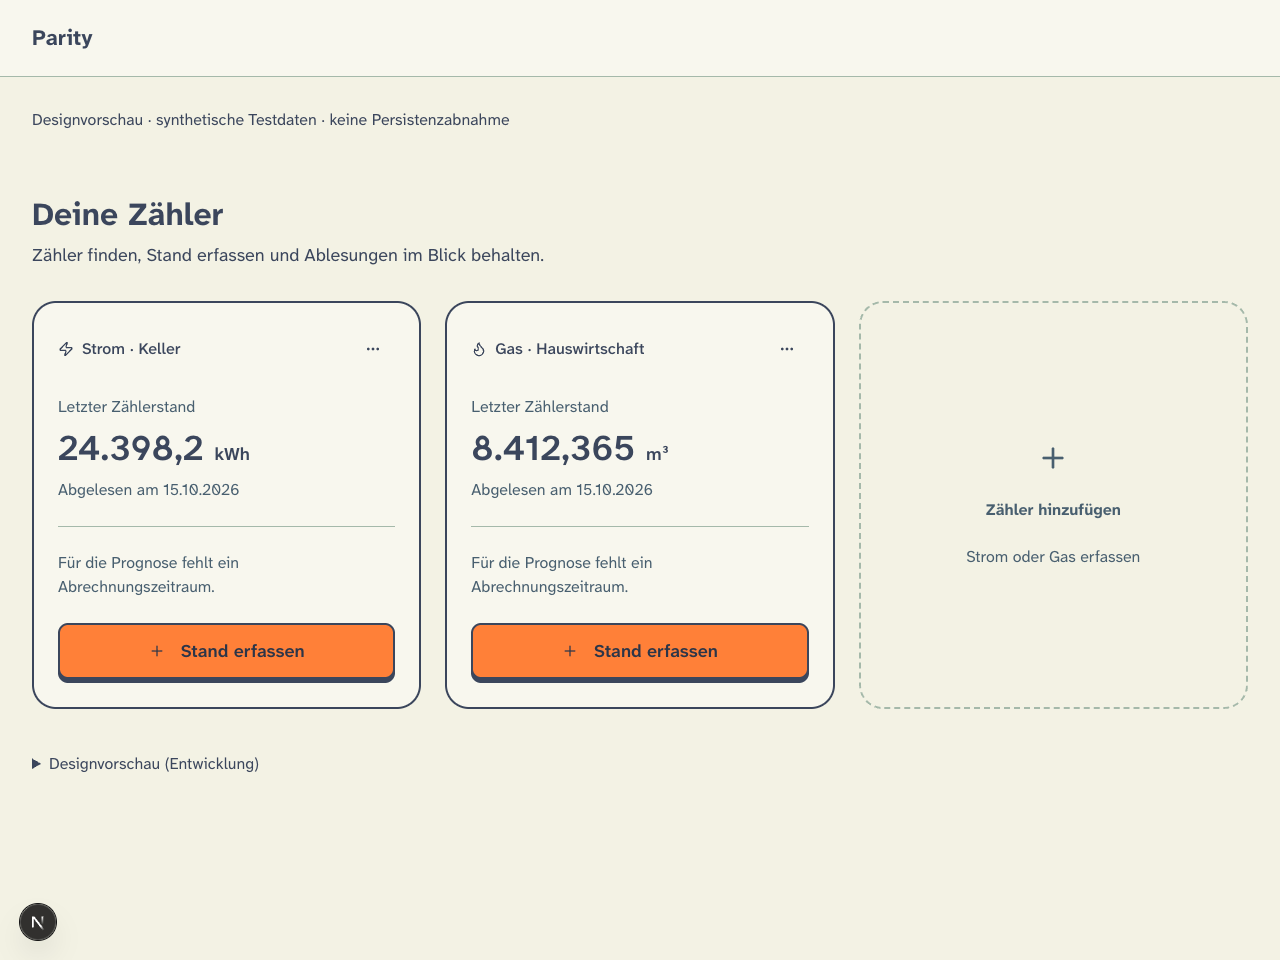 Parity
Designvorschau · synthetische Testdaten · keine Persistenzabnahme
Deine Zähler
Zähler finden, Stand erfassen und Ablesungen im Blick behalten.
Strom · Keller
Letzter Zählerstand
24.398,2 kWh
Abgelesen am 15.10.2026
Für die Prognose fehlt ein
Abrechnungszeitraum.
Stand erfassen
Gas · Hauswirtschaft
Letzter Zählerstand
8.412,365 m³
Abgelesen am 15.10.2026
Für die Prognose fehlt ein
Abrechnungszeitraum.
Stand erfassen
Zähler hinzufügen
Strom oder Gas erfassen
Designvorschau (Entwicklung)
N